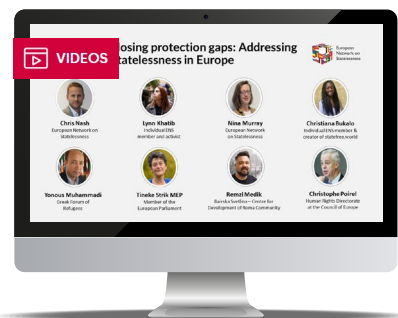 VIDEOS
osing protection gaps: Addressing
tatelessness in Europe
European
Network on
Statelessness
Chris Nash
European Network on
Statelessness
Lynn Khatib
Individual ENS
member and activist
Nina Murray
European Network
on Statelessness
Christiana Bukalo
Individual ENS member &
creator of statefree.world
Yonous Muhammadi
Greek Forum of
Refugees
Tineke Strik MEP
Member of the
European Parliament
Remzi Medik
Bairska Svetlina – Centre for
Development of Roma Community
Christophe Poirel
Human Rights Directorate
at the Council of Europe